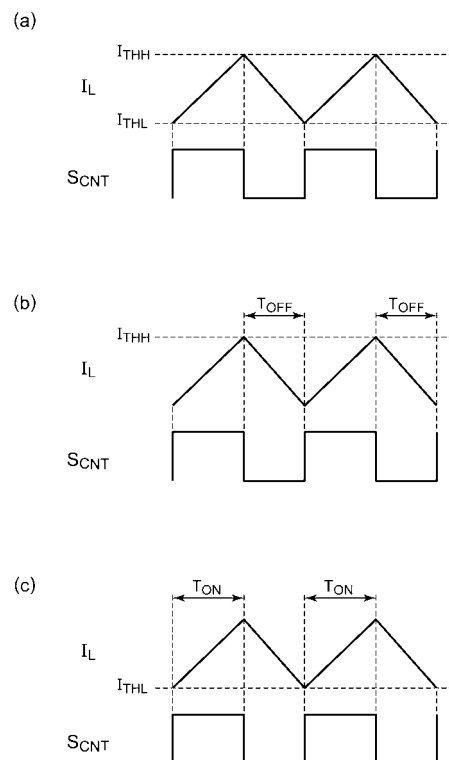 (a)
ITHH
IL
ITHL
SCNT
(b)
TOFF TOFF
ITHH
IL
SCNT
(c)
TON TON
IL
ITHL
SCNT